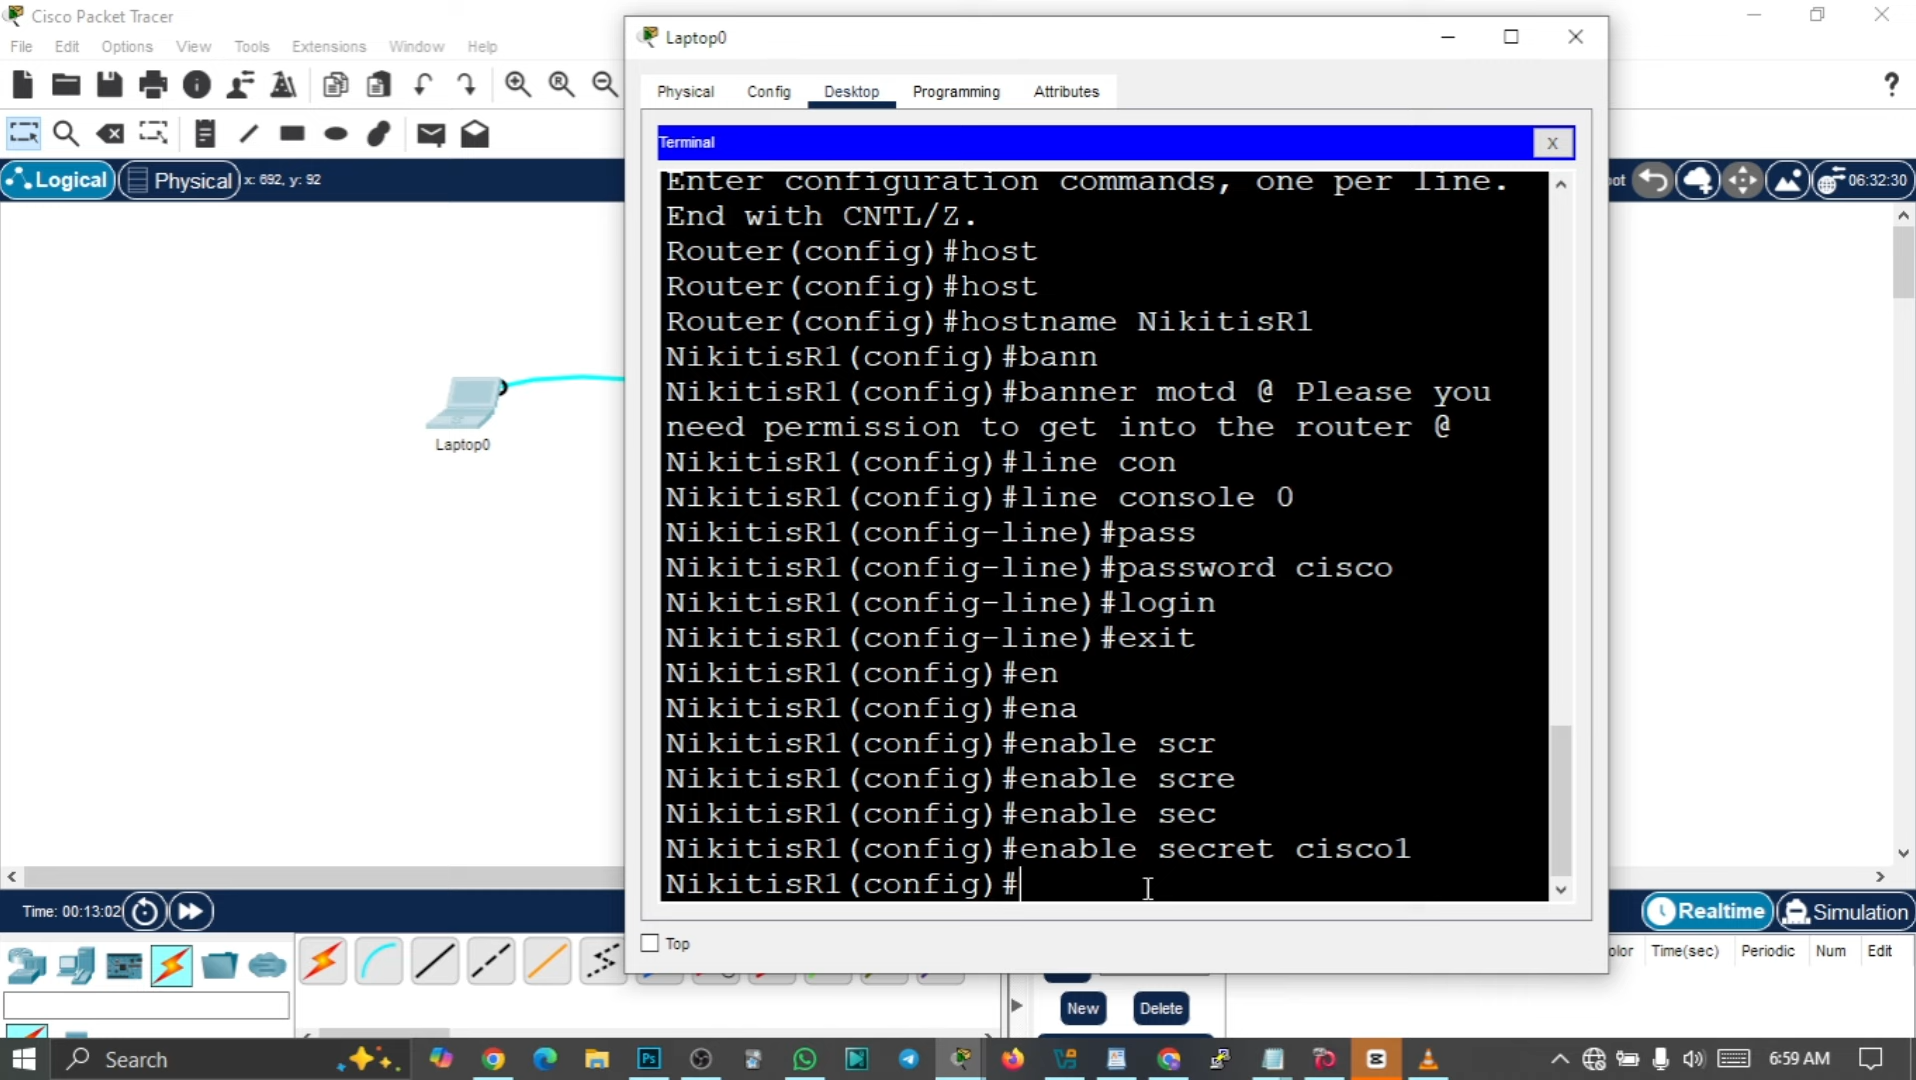 Cisco Packet Tracer
File Edit Options View Tools Extensions Window Help
Logical Physical x: 692, y: 92
06:32:30
Laptop0
Laptop0
Physical Config Desktop Programming Attributes
Terminal X
Enter configuration commands, one per line.
End with CNTL/Z.
Router(config)#host
Router(config)#host
Router(config)#hostname NikitisR1
NikitisR1(config)#bann
NikitisR1(config)#banner motd @ Please you
need permission to get into the router @
NikitisR1(config)#line con
NikitisR1(config)#line console 0
NikitisR1(config-line)#pass
NikitisR1(config-line)#password cisco
NikitisR1(config-line)#login
NikitisR1(config-line)#exit
NikitisR1(config)#en
NikitisR1(config)#ena
NikitisR1(config)#enable scr
NikitisR1(config)#enable scre
NikitisR1(config)#enable sec
NikitisR1(config)#enable secret cisco1
NikitisR1(config)#
Top
Time: 00:13:02
Realtime Simulation
olor Time(sec) Periodic Num Edit
New Delete
Search
6:59 AM